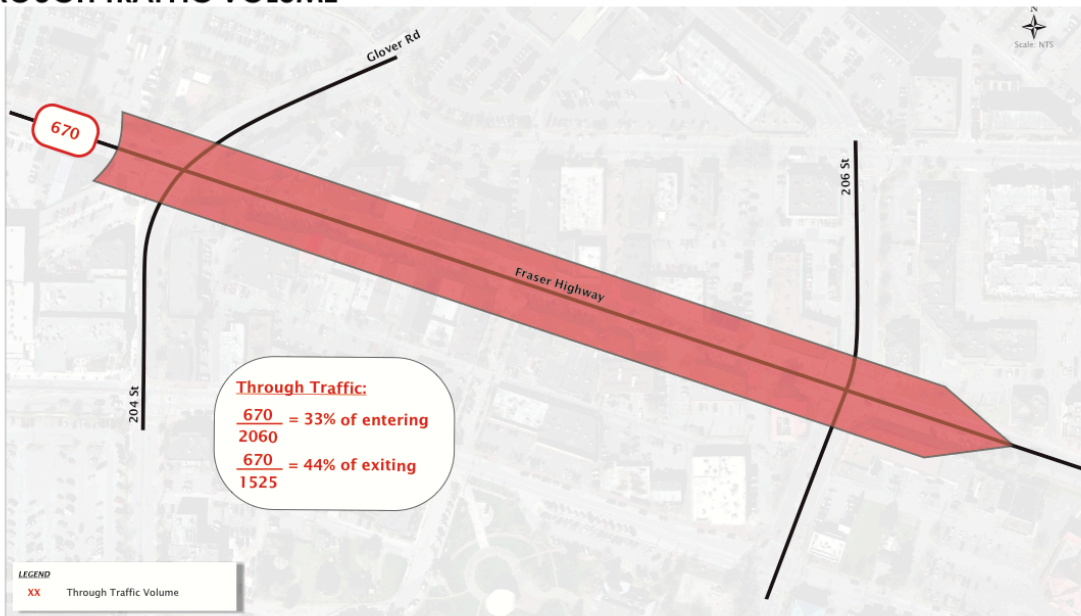 TRAFFIC VOLUME
N
Scale: NTS
Glover Rd
670
206 St
Fraser Highway
204 St
Through Traffic:
670
2060
= 33% of entering
670
1525
= 44% of exiting
LEGEND
XX Through Traffic Volume